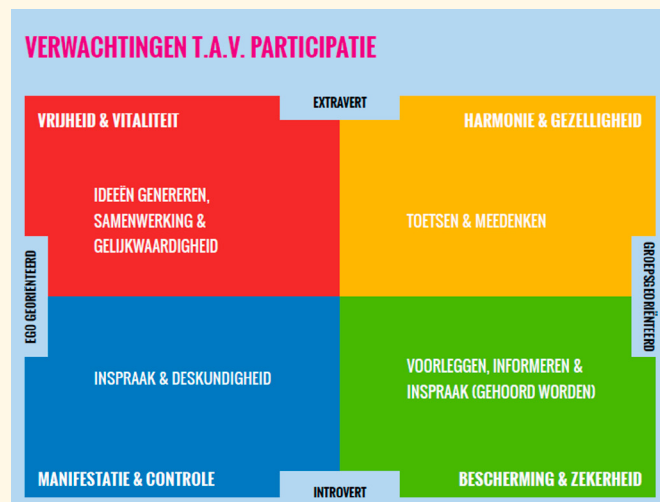 VERWACHTINGEN T.A.V. PARTICIPATIE
EXTRAVERT
VRIJHEID & VITALITEIT
HARMONIE & GEZELLIGHEID
IDEEËN GENEREREN,
SAMENWERKING &
GELIJKWAARDIGHEID
TOETSEN & MEEDENKEN
EGO GEORIENTEERD
GROEPSGEORIËNTEERD
INSPRAAK & DESKUNDIGHEID
VOORLEGGEN, INFORMEREN &
INSPRAAK (GEHOORD WORDEN)
MANIFESTATIE & CONTROLE
BESCHERMING & ZEKERHEID
INTROVERT